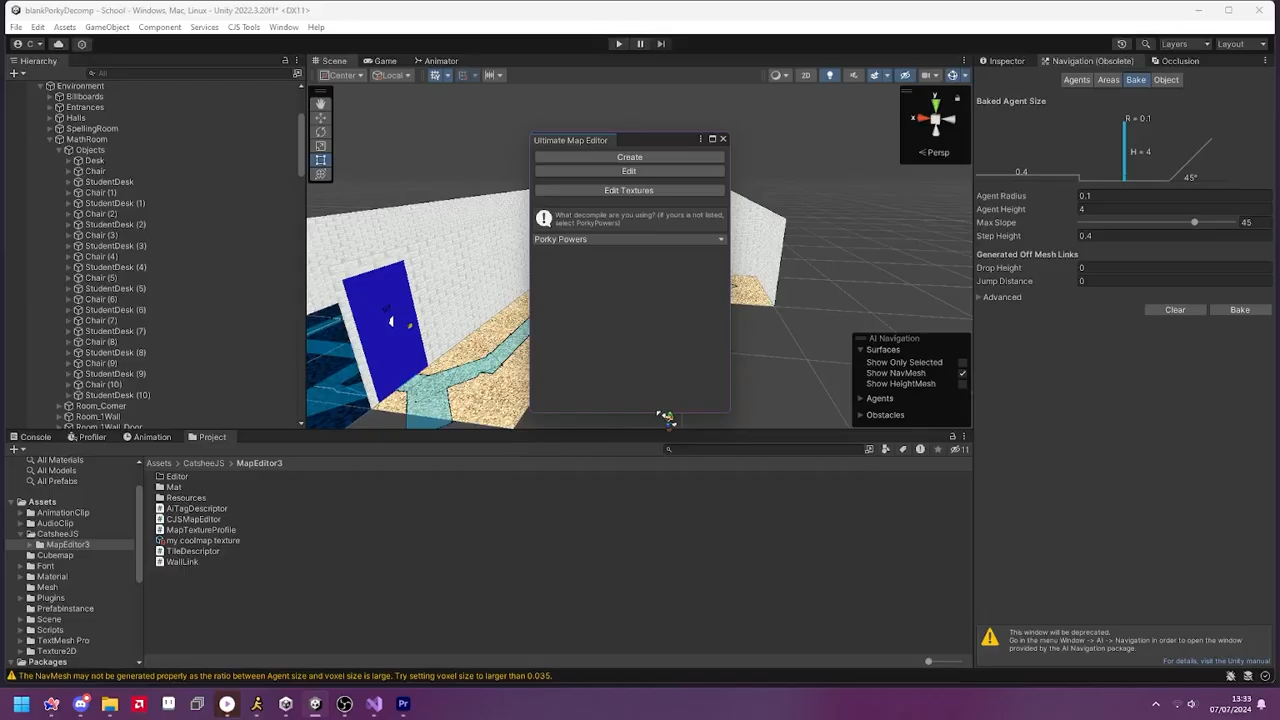 blankPorkyDecomp - School - Windows, Mac, Linux - Unity 2022.3.20f1* <DX11>
File Edit Assets GameObject Component Services CJS Tools Window Help
C Layers Layout
Hierarchy Scene Game Animator Inspector Navigation (Obsolete) Occlusion
All Center Local 2D Agents Areas Bake Object
Environment
Billboards
Entrances
Halls
SpellingRoom
MathRoom
Objects
Desk
Chair
StudentDesk
Chair (1)
StudentDesk (1)
Chair (2)
StudentDesk (2)
Chair (3)
StudentDesk (3)
Chair (4)
StudentDesk (4)
Chair (5)
StudentDesk (5)
Chair (6)
StudentDesk (6)
Chair (7)
StudentDesk (7)
Chair (8)
StudentDesk (8)
Chair (9)
StudentDesk (9)
Chair (10)
StudentDesk (10)
Room_Corner
Room_1Wall
Room_1Wall_Door
y
x
Persp
Ultimate Map Editor
Create
Edit
Edit Textures
What decompile are you using? (if yours is not listed,
select PorkyPowers)
Porky Powers
AI Navigation
Surfaces
Show Only Selected
Show NavMesh
Show HeightMesh
Agents
Obstacles
Baked Agent Size
R = 0.1
H = 4
0.4
45°
Agent Radius 0.1
Agent Height 4
Max Slope 45
Step Height 0.4
Generated Off Mesh Links
Drop Height 0
Jump Distance 0
Advanced
Clear Bake
Console Profiler Animation Project
11
All Materials
All Models
All Prefabs
Assets
AnimationClip
AudioClip
CatsheeJS
MapEditor3
Cubemap
Font
Material
Mesh
Plugins
PrefabInstance
Scene
Scripts
TextMesh Pro
Texture2D
Packages
Assets > CatsheeJS > MapEditor3
Editor
Mat
Resources
AiTagDescriptor
CJSMapEditor
MapTextureProfile
my coolmap texture
TileDescriptor
WallLink
This window will be deprecated.
Go in the menu Window -> AI -> Navigation in order to open the window
provided by the AI Navigation package.
For details, visit the Unity manual
The NavMesh may not be generated properly as the ratio between Agent size and voxel size is large. Try setting voxel size to larger than 0.035.
Pr
13:33
07/07/2024